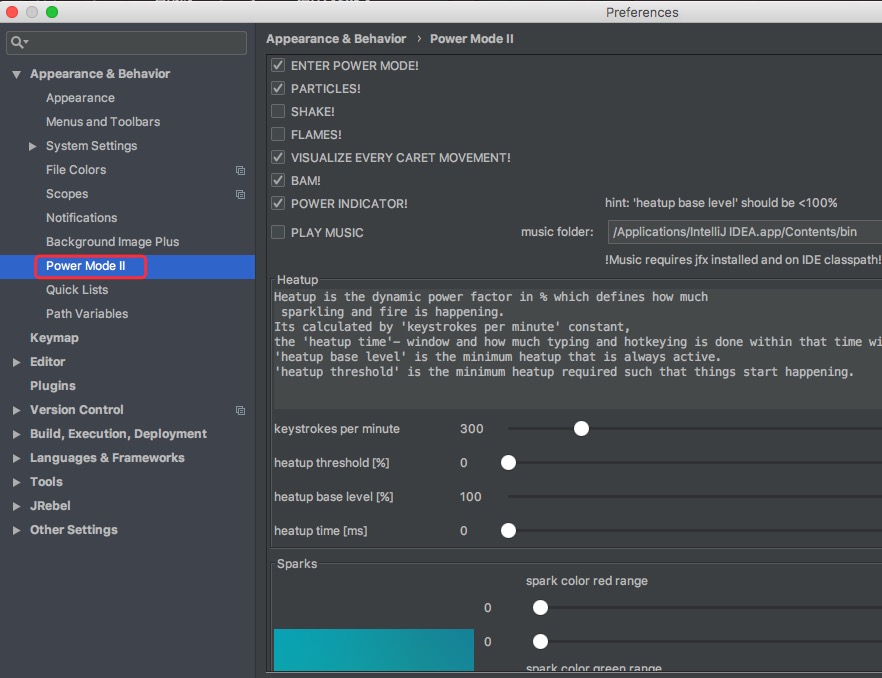 Preferences
Appearance & Behavior
Appearance
Menus and Toolbars
System Settings
File Colors
Scopes
Notifications
Background Image Plus
Power Mode II
Quick Lists
Path Variables
Keymap
Editor
Plugins
Version Control
Build, Execution, Deployment
Languages & Frameworks
Tools
JRebel
Other Settings
Appearance & Behavior › Power Mode II
ENTER POWER MODE!
PARTICLES!
SHAKE!
FLAMES!
VISUALIZE EVERY CARET MOVEMENT!
BAM!
POWER INDICATOR! hint: 'heatup base level' should be <100%
PLAY MUSIC music folder: /Applications/IntelliJ IDEA.app/Contents/bin
!Music requires jfx installed and on IDE classpath!
Heatup
Heatup is the dynamic power factor in % which defines how much
sparkling and fire is happening.
Its calculated by 'keystrokes per minute' constant,
the 'heatup time'- window and how much typing and hotkeying is done within that time wi
'heatup base level' is the minimum heatup that is always active.
'heatup threshold' is the minimum heatup required such that things start happening.
keystrokes per minute 300
heatup threshold [%] 0
heatup base level [%] 100
heatup time [ms] 0
Sparks
spark color red range
0
0
spark color green range